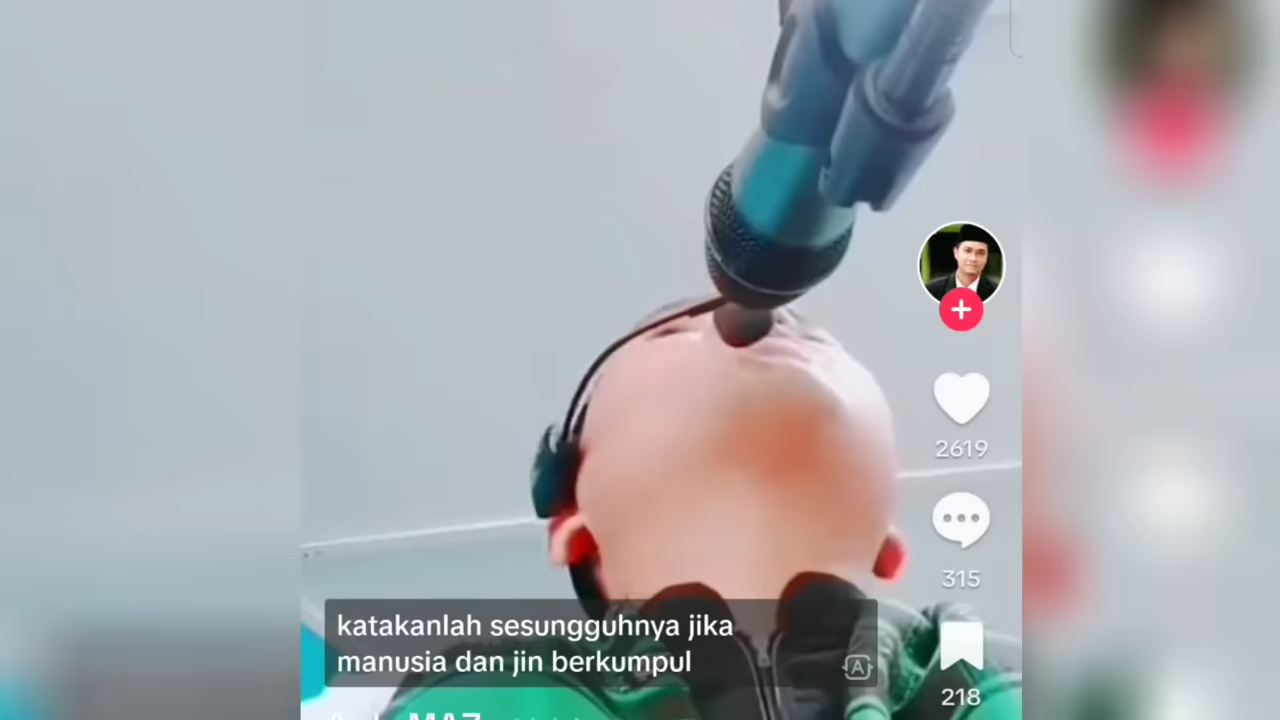 2619
315
katakanlah sesungguhnya jika
manusia dan jin berkumpul
A
218